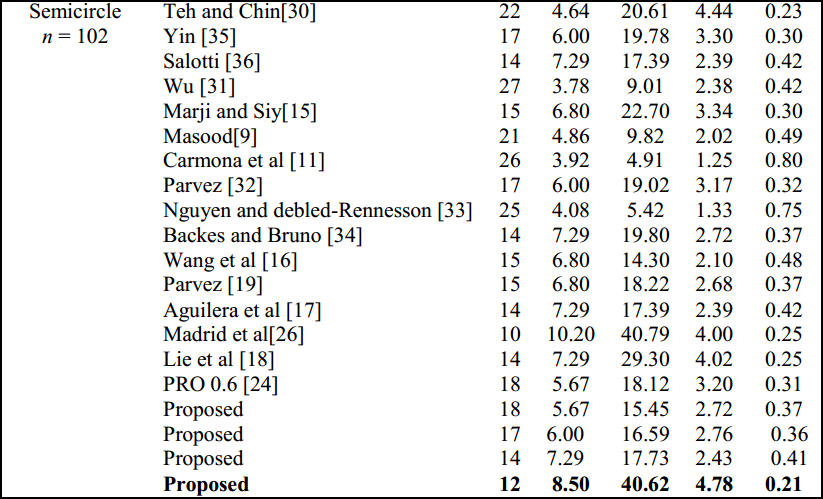 Semicircle Teh and Chin[30] 22 4.64 20.61 4.44 0.23
n = 102 Yin [35] 17 6.00 19.78 3.30 0.30
Salotti [36] 14 7.29 17.39 2.39 0.42
Wu [31] 27 3.78 9.01 2.38 0.42
Marji and Siy[15] 15 6.80 22.70 3.34 0.30
Masood[9] 21 4.86 9.82 2.02 0.49
Carmona et al [11] 26 3.92 4.91 1.25 0.80
Parvez [32] 17 6.00 19.02 3.17 0.32
Nguyen and debled-Rennesson [33] 25 4.08 5.42 1.33 0.75
Backes and Bruno [34] 14 7.29 19.80 2.72 0.37
Wang et al [16] 15 6.80 14.30 2.10 0.48
Parvez [19] 15 6.80 18.22 2.68 0.37
Aguilera et al [17] 14 7.29 17.39 2.39 0.42
Madrid et al[26] 10 10.20 40.79 4.00 0.25
Lie et al [18] 14 7.29 29.30 4.02 0.25
PRO 0.6 [24] 18 5.67 18.12 3.20 0.31
Proposed 18 5.67 15.45 2.72 0.37
Proposed 17 6.00 16.59 2.76 0.36
Proposed 14 7.29 17.73 2.43 0.41
Proposed 12 8.50 40.62 4.78 0.21